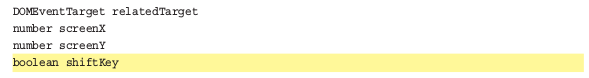 DOMEventTarget relatedTarget
number screenX
number screenY
boolean shiftKey